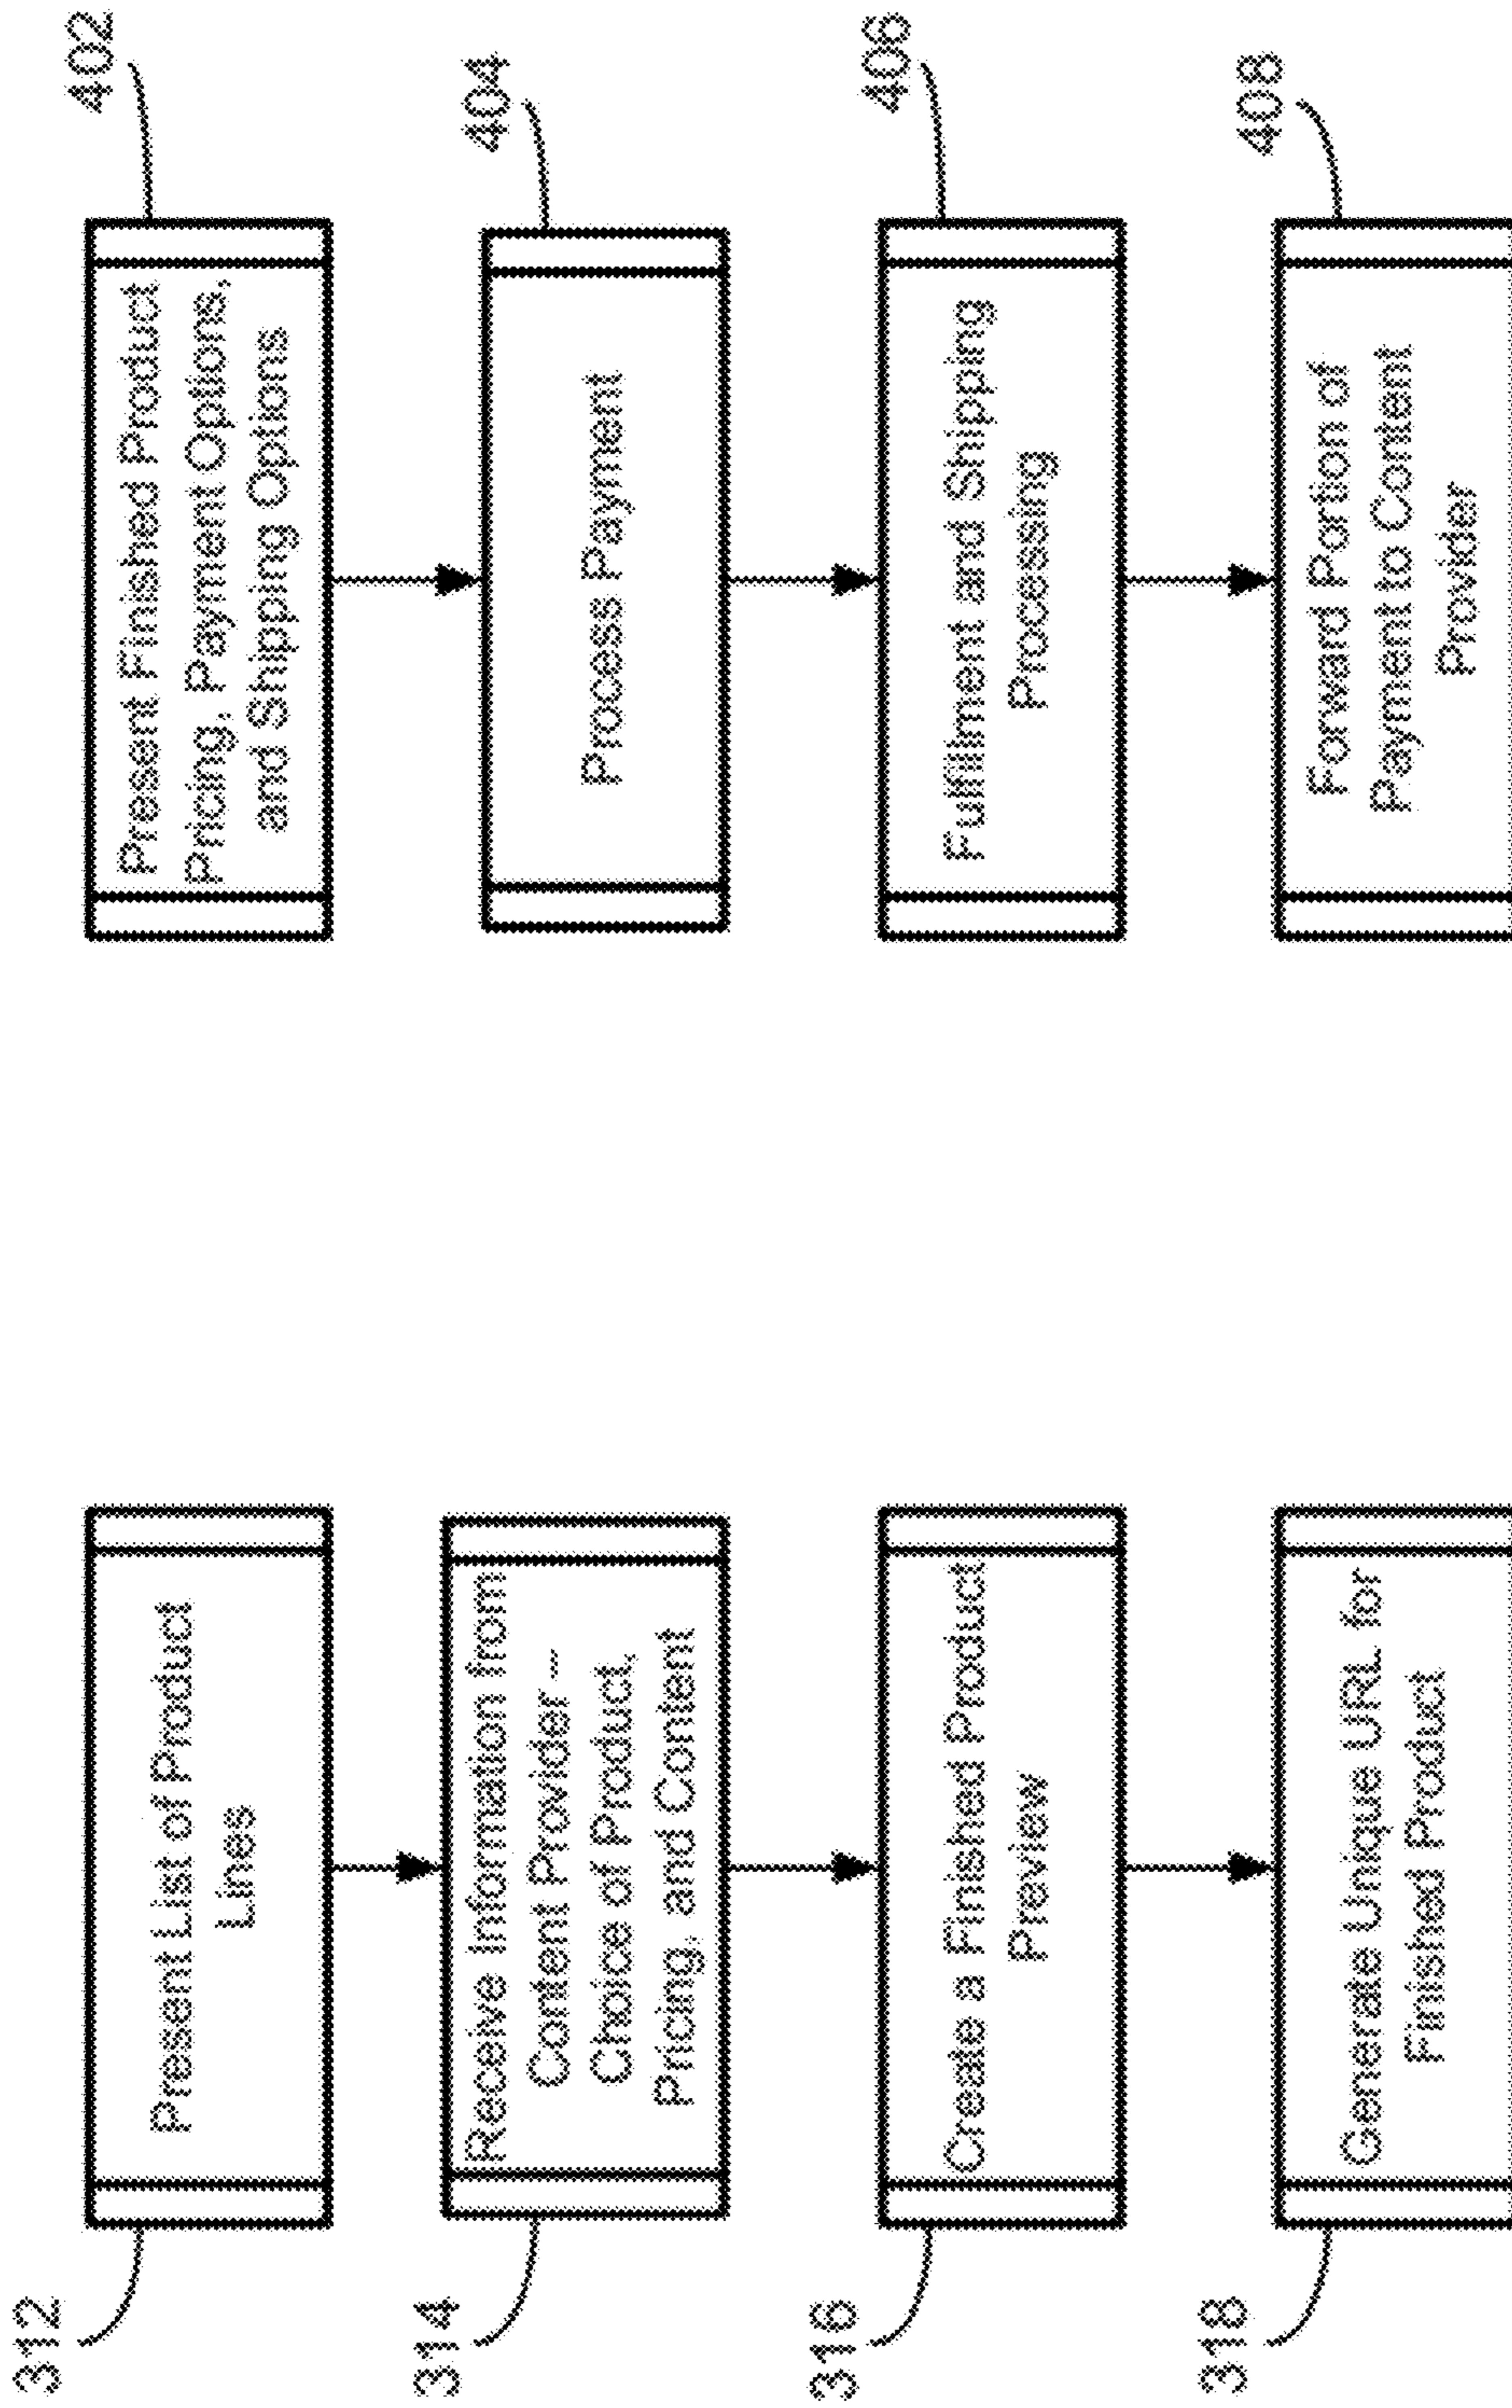 312
Present List of Product
Lines
314
Receive Information from
Content Provider –
Choice of Product,
Pricing, and Content
316
Create a Finished Product
Preview
318
Generate Unique URL for
Finished Product
402
Present Finished Product
Pricing, Payment Options,
and Shipping Options
404
Process Payment
406
Fulfillment and Shipping
Processing
408
Forward Portion of
Payment to Content
Provider